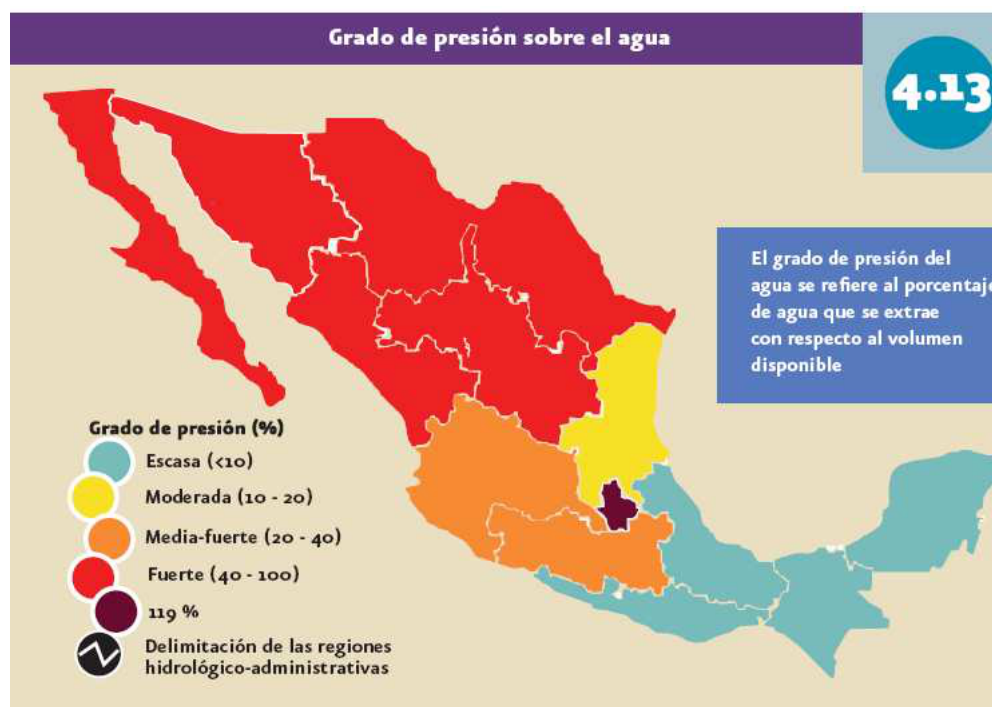 Grado de presión sobre el agua
4.13
El grado de presión del
agua se refiere al porcentaje
de agua que se extrae
con respecto al volumen
disponible
Grado de presión (%)
Escasa (<10)
Moderada (10 - 20)
Media-fuerte (20 - 40)
Fuerte (40 - 100)
119 %
Delimitación de las regiones
hidrológico-administrativas